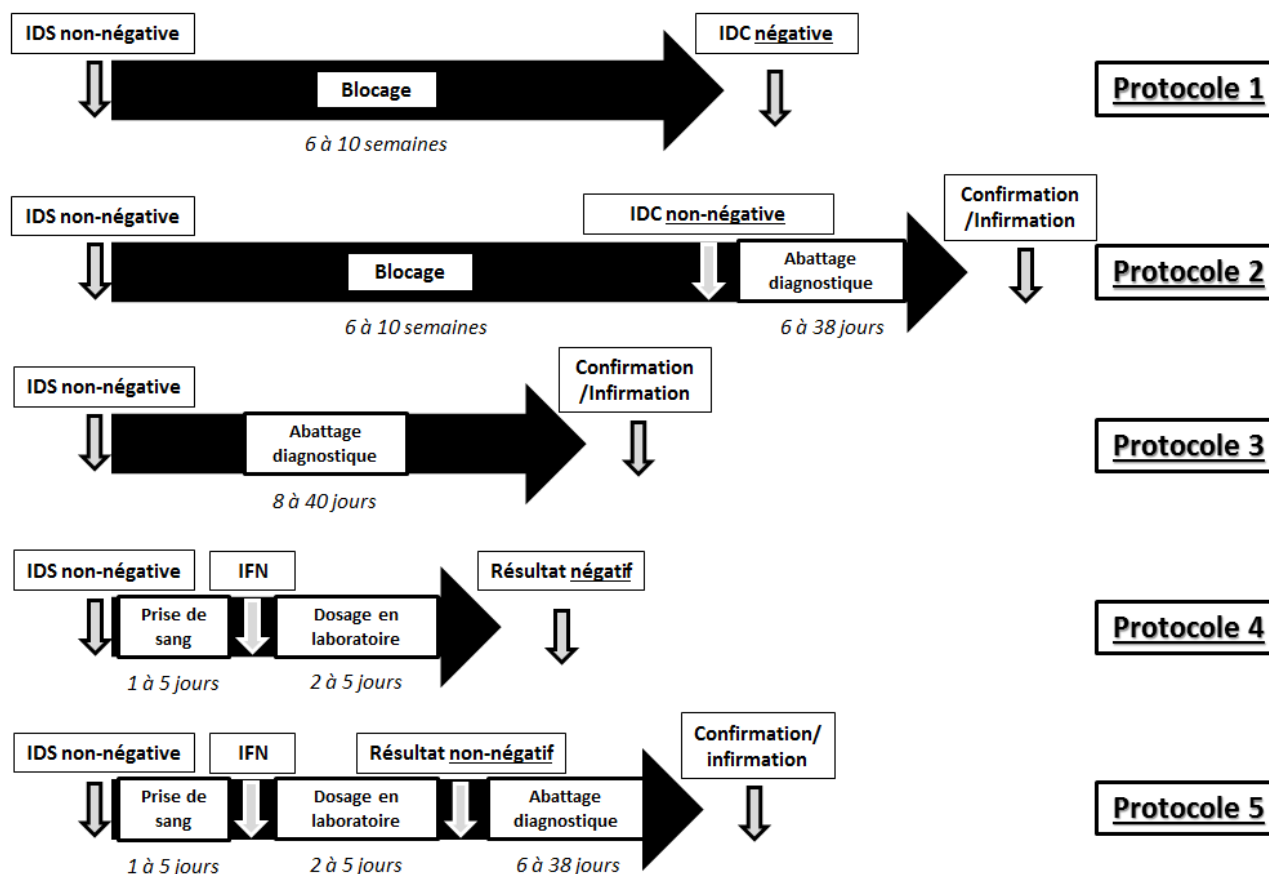 IDS non-négative
IDC négative
Blocage
Protocole 1
6 à 10 semaines
IDS non-négative
IDC non-négative
Confirmation
/Infirmation
Blocage
Abattage
diagnostique
Protocole 2
6 à 10 semaines
6 à 38 jours
IDS non-négative
Confirmation
/Infirmation
Abattage
diagnostique
Protocole 3
8 à 40 jours
IDS non-négative
IFN
Résultat négatif
Prise de
sang
Dosage en
laboratoire
Protocole 4
1 à 5 jours
2 à 5 jours
IDS non-négative
IFN
Résultat non-négatif
Confirmation/
infirmation
Prise de
sang
Dosage en
laboratoire
Abattage
diagnostique
Protocole 5
1 à 5 jours
2 à 5 jours
6 à 38 jours